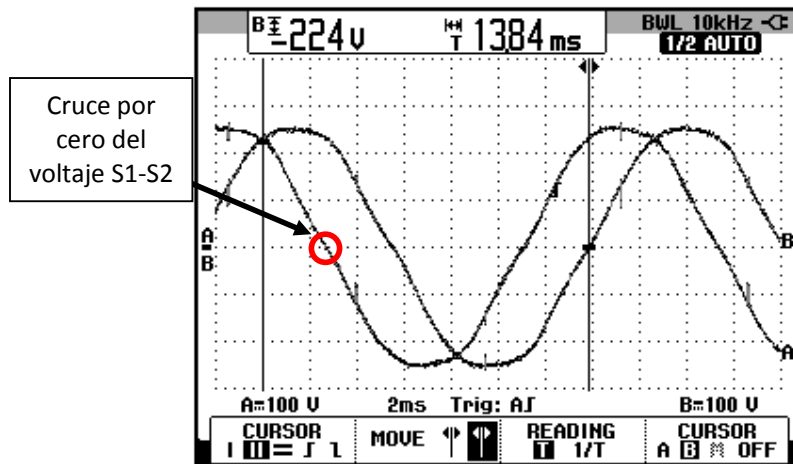 B -224 V
T 13.84 ms
BWL 10kHz
1/2 AUTO
Cruce por
cero del
voltaje S1-S2
A
B
B
A
A 100 V 2ms Trig: A B 100 V
CURSOR
MOVE
READING
T 1/T
CURSOR
A B OFF